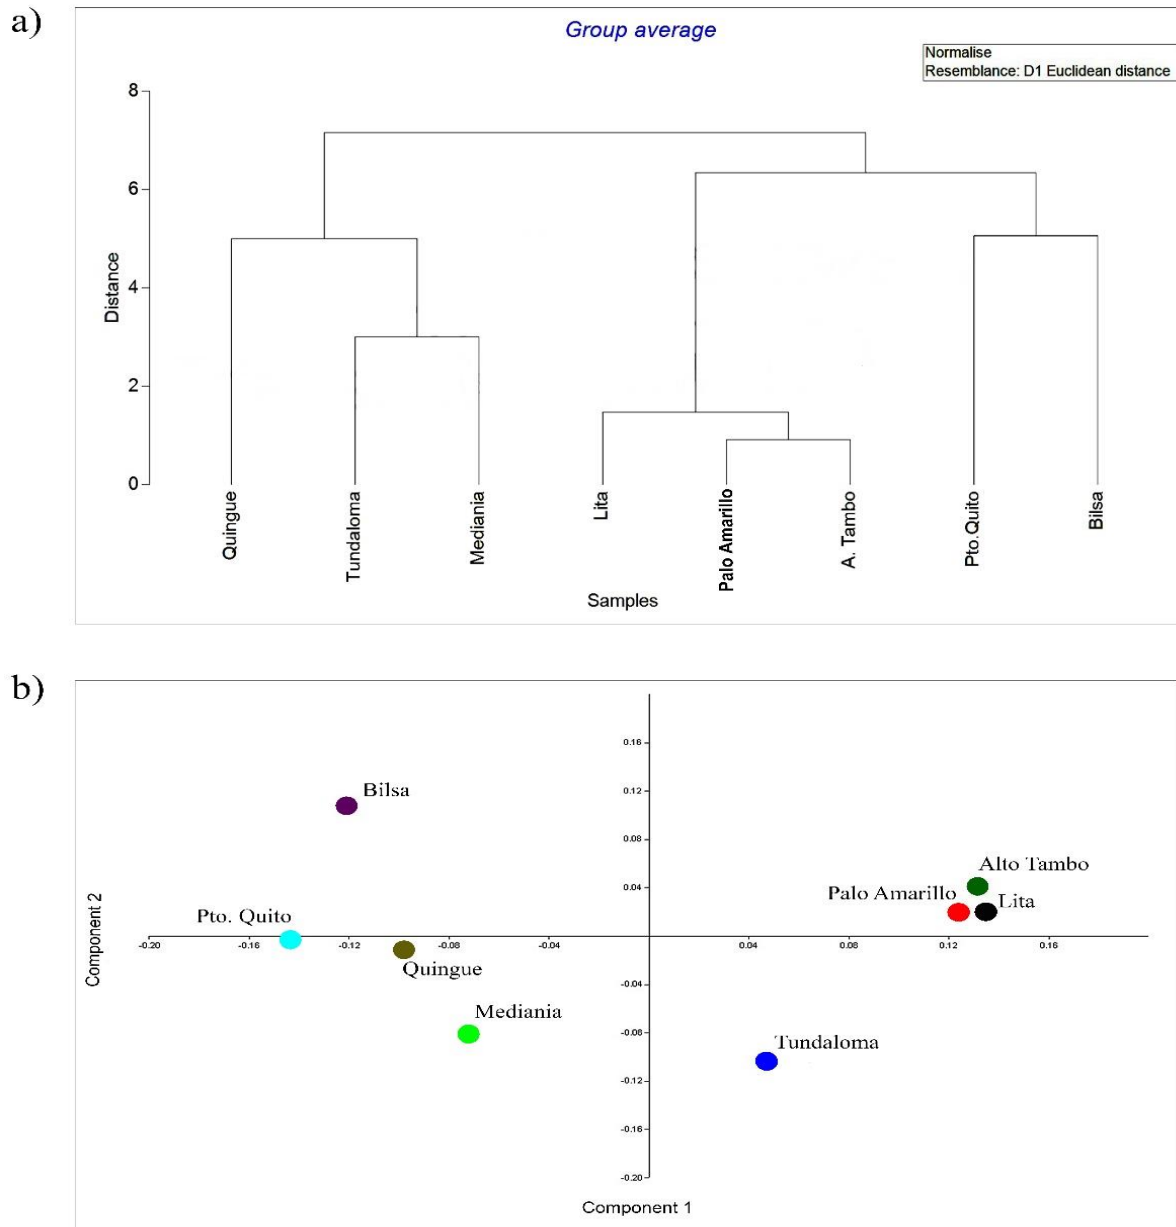 a)
Group average
Normalise
Resemblance: D1 Euclidean distance
8
6
4
2
0
Distance
Quingue
Tundaloma
Mediania
Lita
Palo Amarillo
A. Tambo
Pto.Quito
Bilsa
Samples
b)
0.16
0.12
0.08
0.04
Bilsa
Alto Tambo
Palo Amarillo
Lita
Pto. Quito
-0.20
-0.16
-0.12
-0.08
-0.04
0.04
0.08
0.12
0.16
Component 2
Quingue
Mediania
Tundaloma
-0.04
-0.08
-0.12
-0.16
-0.20
Component 1